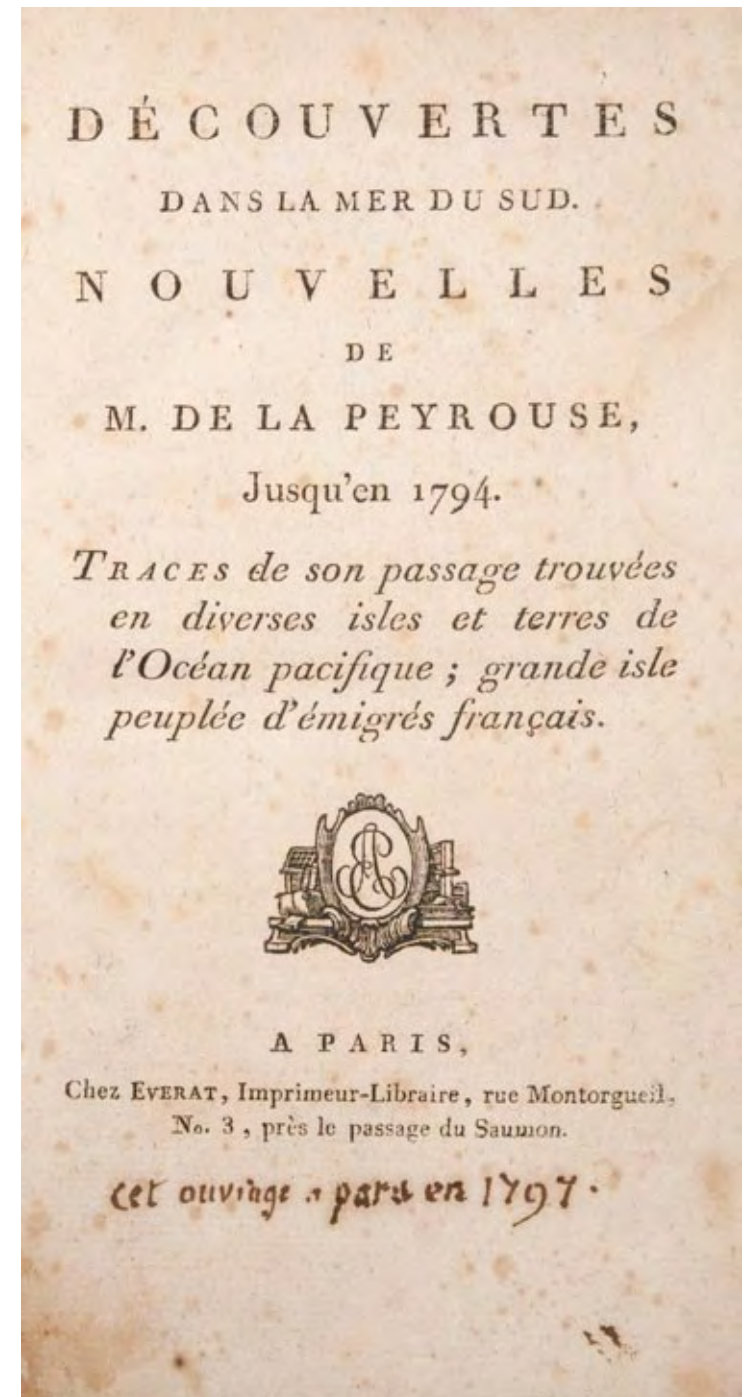 DÉCOUVERTES
DANS LA MER DU SUD.
NOUVELLES
DE
M. DE LA PEYROUSE,
Jusqu'en 1794.
TRACES de son passage trouvées
en diverses isles et terres de
l'Océan pacifique ; grande isle
peuplée d'émigrés français.
A PARIS,
Chez EVERAT, Imprimeur-Libraire, rue Montorgueil,
No. 3, près le passage du Saumon.
cet ouvrage a paru en 1797.